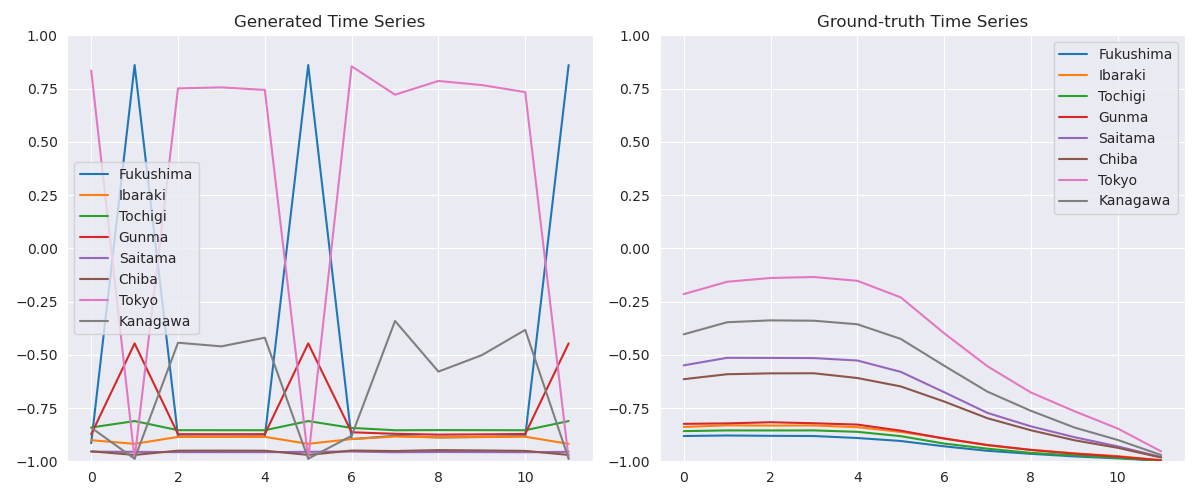 Generated Time Series
1.00
0.75
0.50
0.25
0.00
−0.25
−0.50
−0.75
−1.00
Fukushima
Ibaraki
Tochigi
Gunma
Saitama
Chiba
Tokyo
Kanagawa
0 2 4 6 8 10
Ground-truth Time Series
1.00
0.75
0.50
0.25
0.00
−0.25
−0.50
−0.75
−1.00
Fukushima
Ibaraki
Tochigi
Gunma
Saitama
Chiba
Tokyo
Kanagawa
0 2 4 6 8 10